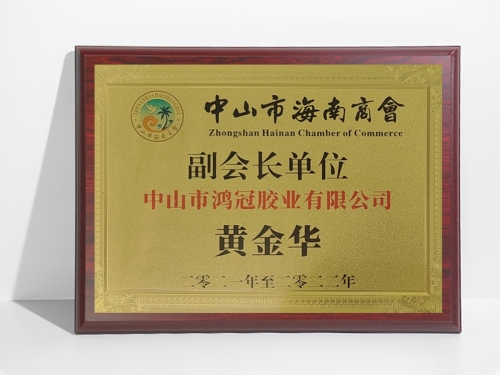 中山市海南商會
Zhongshan Hainan Chamber of Commerce
副会长单位
中山市鸿冠胶业有限公司
黄金华
二零二一年至二零二二年